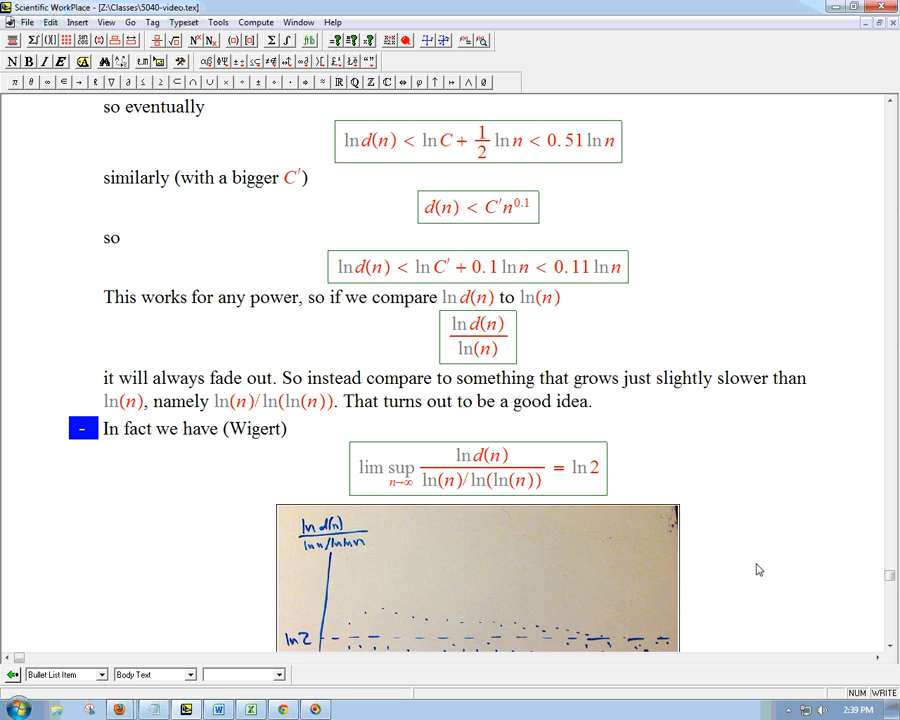 Scientific WorkPlace - [Z:\Classes\5040-video.tex]
File Edit Insert View Go Tag Typeset Tools Compute Window Help
so eventually
ln d(n) < ln C + 1/2 ln n < 0.51 ln n
similarly (with a bigger C′)
d(n) < C′n^0.1
so
ln d(n) < ln C′ + 0.1 ln n < 0.11 ln n
This works for any power, so if we compare ln d(n) to ln(n)
ln d(n)
ln(n)
it will always fade out. So instead compare to something that grows just slightly slower than
ln(n), namely ln(n)/ln(ln(n)). That turns out to be a good idea.
- In fact we have (Wigert)
lim sup n→∞ ln d(n) / ln(n)/ln(ln(n)) = ln 2
ln d(n)
ln n / ln ln n
ln 2
Bullet List Item Body Text
NUM WRITE
2:39 PM